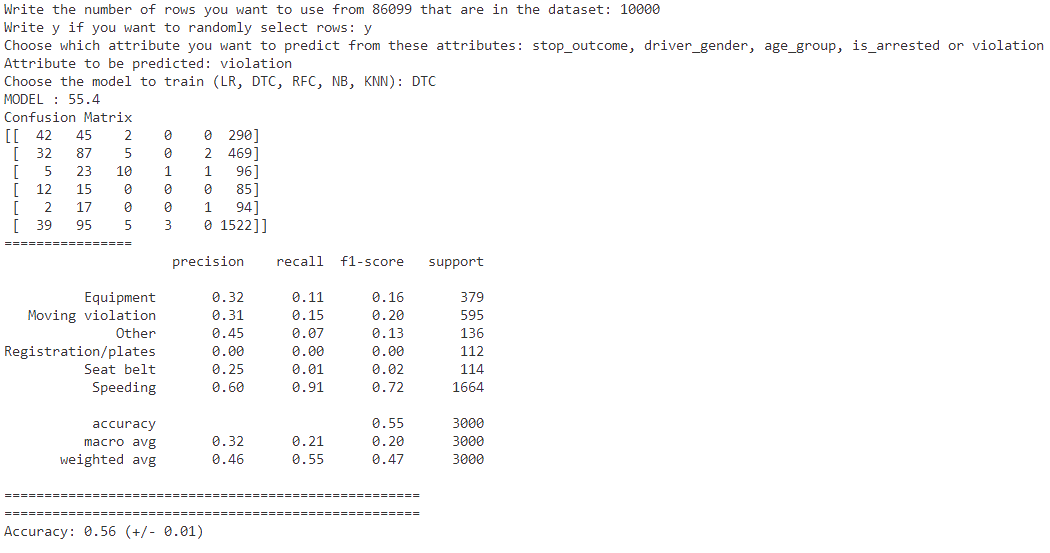 Write the number of rows you want to use from 86099 that are in the dataset: 10000
Write y if you want to randomly select rows: y
Choose which attribute you want to predict from these attributes: stop_outcome, driver_gender, age_group, is_arrested or violation
Attribute to be predicted: violation
Choose the model to train (LR, DTC, RFC, NB, KNN): DTC
MODEL : 55.4
Confusion Matrix
[[  42   45    2    0    0  290]
 [  32   87    5    0    2  469]
 [   5   23   10    1    1   96]
 [  12   15    0    0    0   85]
 [   2   17    0    0    1   94]
 [  39   95    5    3    0 1522]]
================
                     precision    recall  f1-score   support
          Equipment       0.32      0.11      0.16       379
   Moving violation       0.31      0.15      0.20       595
              Other       0.45      0.07      0.13       136
Registration/plates       0.00      0.00      0.00       112
          Seat belt       0.25      0.01      0.02       114
           Speeding       0.60      0.91      0.72      1664
           accuracy                           0.55      3000
          macro avg       0.32      0.21      0.20      3000
       weighted avg       0.46      0.55      0.47      3000
====================================================
====================================================
Accuracy: 0.56 (+/- 0.01)